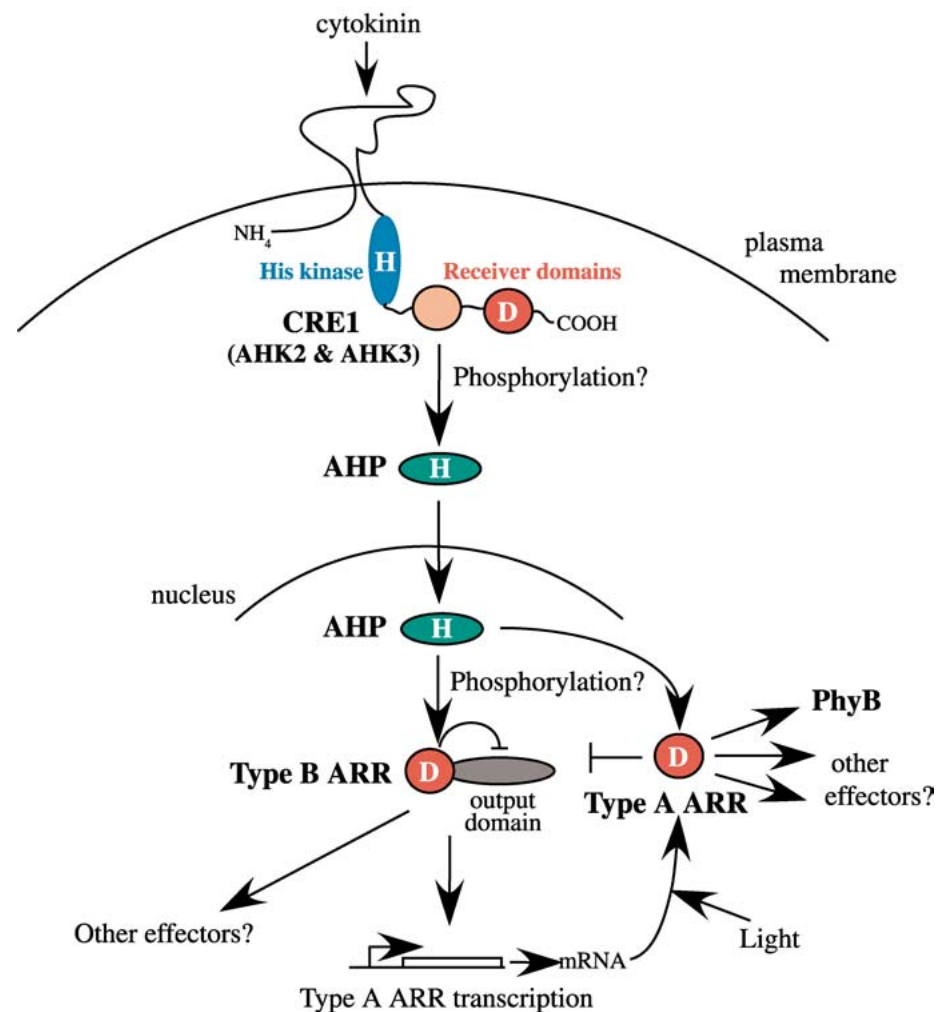 cytokinin
NH4
H
His kinase
Receiver domains
plasma
membrane
D
COOH
CRE1
(AHK2 & AHK3)
Phosphorylation?
AHP
H
nucleus
AHP
H
Phosphorylation?
PhyB
Type B ARR
D
D
other
effectors?
output
domain
Type A ARR
Other effectors?
Light
mRNA
Type A ARR transcription